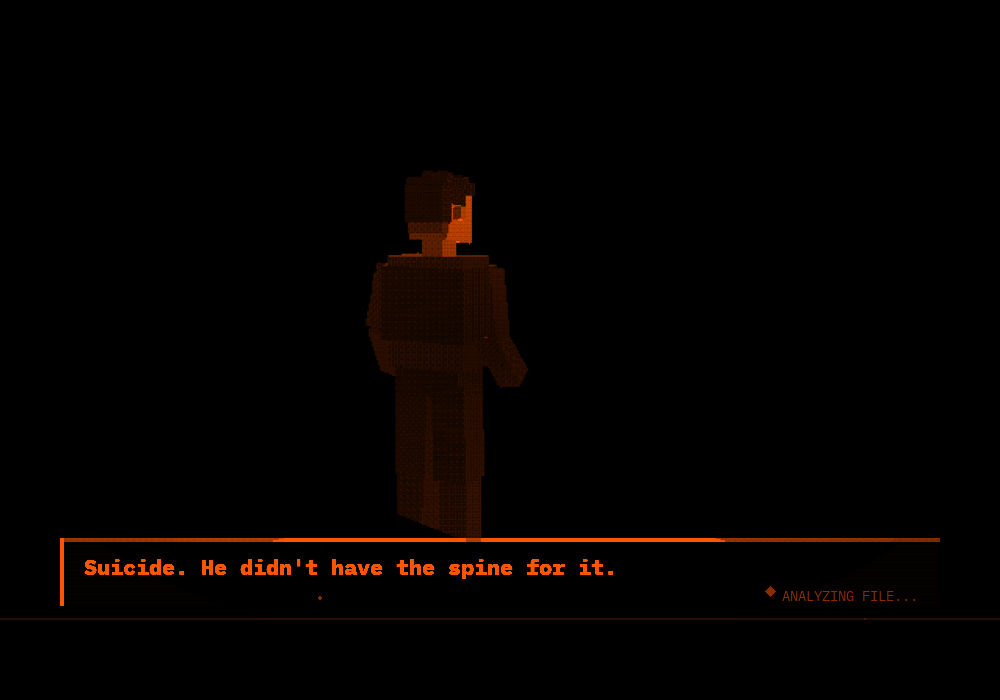 Suicide. He didn't have the spine for it.
ANALYZING FILE...